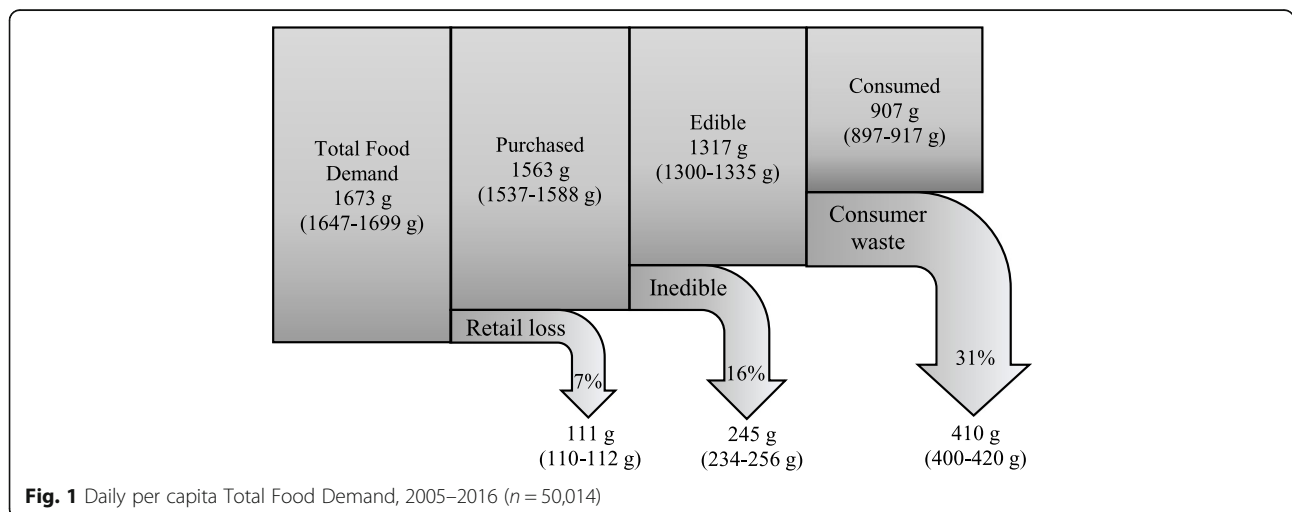 Total Food
Demand
1673 g
(1647-1699 g)
Purchased
1563 g
(1537-1588 g)
Edible
1317 g
(1300-1335 g)
Consumed
907 g
(897-917 g)
Consumer
waste
Inedible
Retail loss
7%
16%
31%
111 g
(110-112 g)
245 g
(234-256 g)
410 g
(400-420 g)
Fig. 1 Daily per capita Total Food Demand, 2005–2016 (n = 50,014)